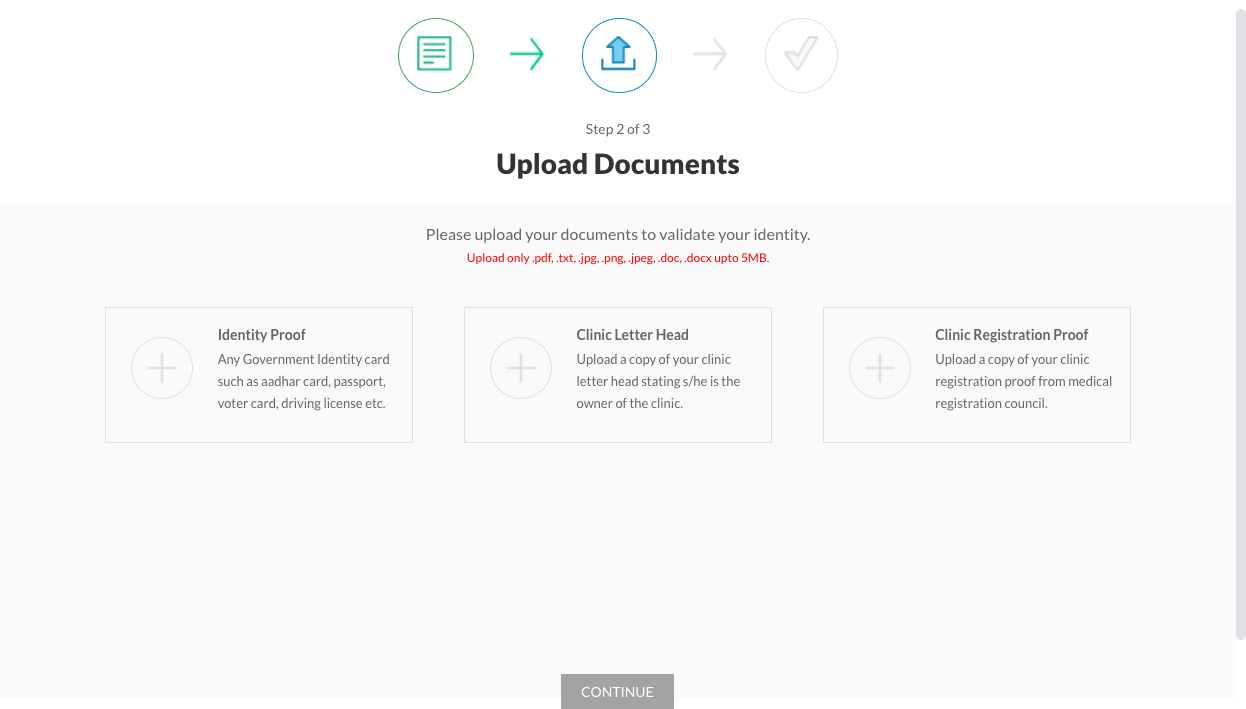 Step 2 of 3
Upload Documents
Please upload your documents to validate your identity.
Upload only .pdf, .txt, .jpg, .png, .jpeg, .doc, .docx upto 5MB.
Identity Proof
Any Government Identity card
such as aadhar card, passport,
voter card, driving license etc.
Clinic Letter Head
Upload a copy of your clinic
letter head stating s/he is the
owner of the clinic.
Clinic Registration Proof
Upload a copy of your clinic
registration proof from medical
registration council.
CONTINUE